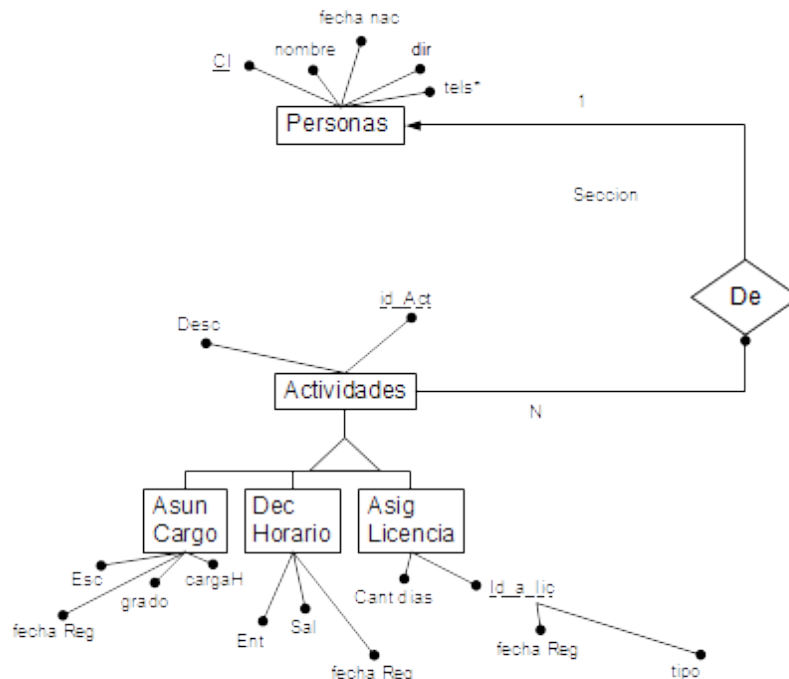 fecha nac
nombre
dir
CI
tels*
Personas
1
Seccion
De
id_Act
Desc
Actividades
N
Asun
Cargo
Dec
Horario
Asig
Licencia
Esc
grado
cargaH
fecha Reg
Ent
Sal
fecha Reg
Cant dias
Id_a_lic
fecha Reg
tipo